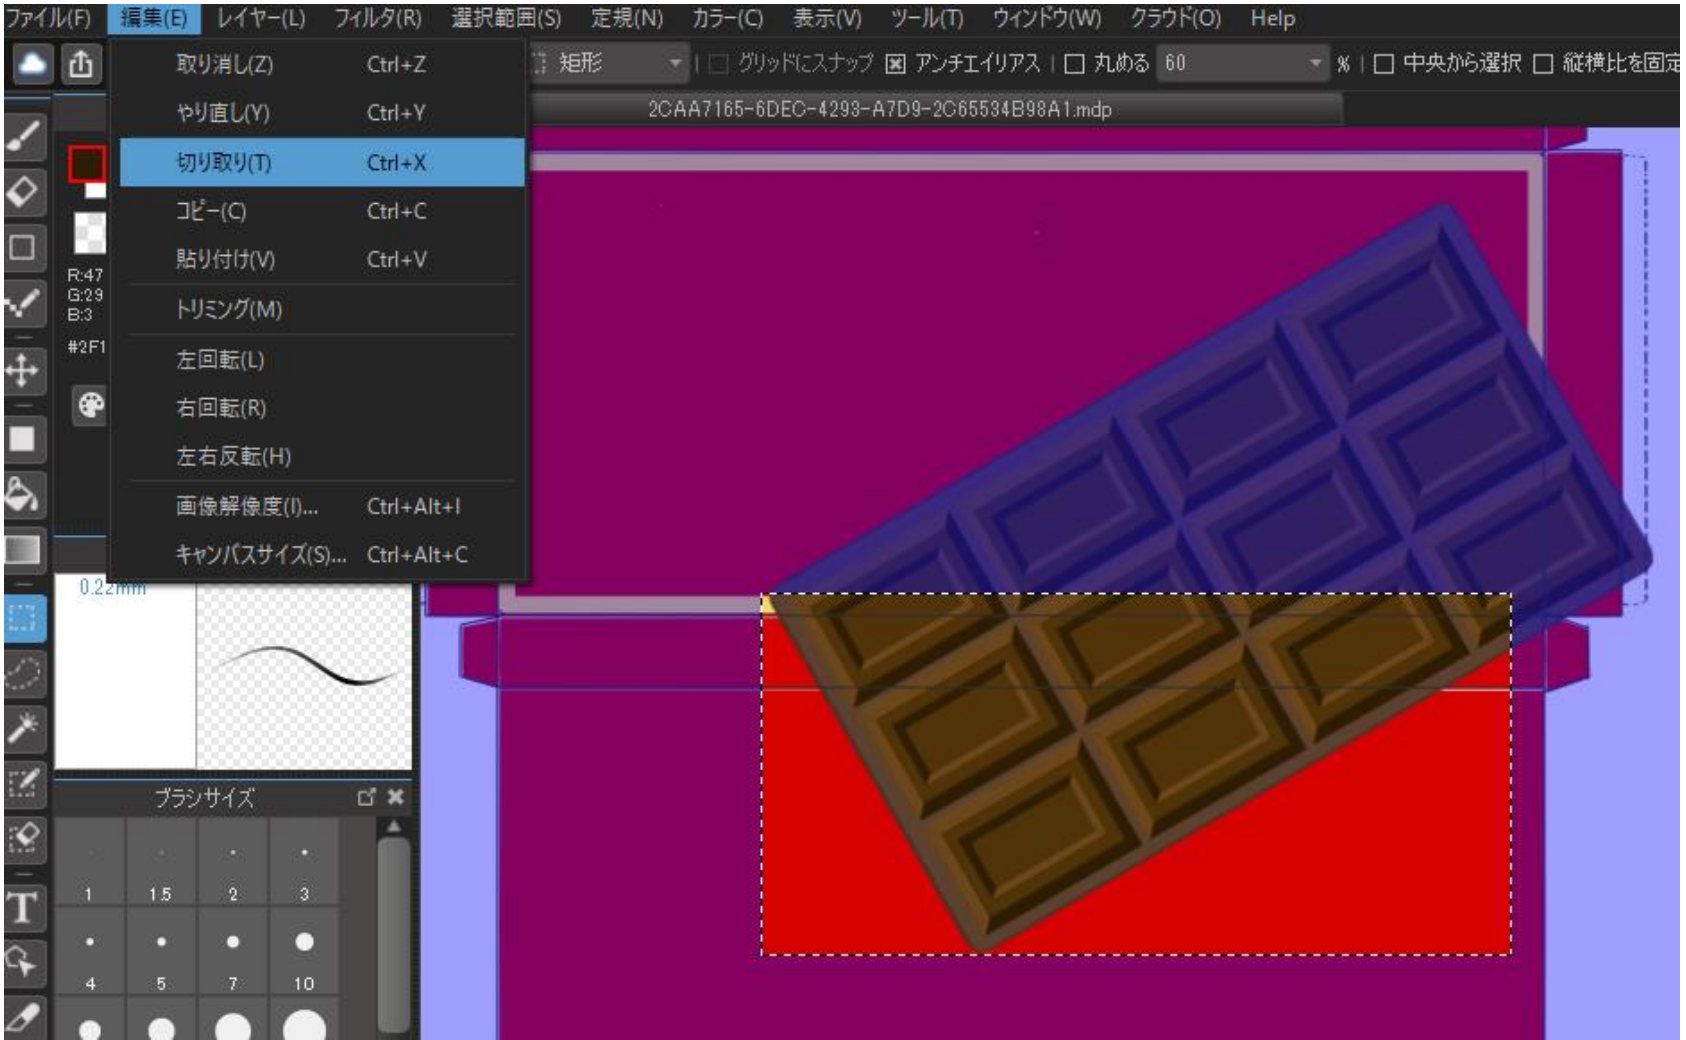 ファイル(F) 編集(E) レイヤー(L) フィルタ(R) 選択範囲(S) 定規(N) カラー(C) 表示(V) ツール(T) ウィンドウ(W) クラウド(O) Help
矩形 グリッドにスナップ アンチエイリアス 丸める 60 % 中央から選択 縦横比を固定
2CAA7165-6DEC-4293-A7D9-2C65534B98A1.mdp
取り消し(Z) Ctrl+Z
やり直し(Y) Ctrl+Y
切り取り(T) Ctrl+X
コピー(C) Ctrl+C
貼り付け(V) Ctrl+V
トリミング(M)
左回転(L)
右回転(R)
左右反転(H)
画像解像度(I)... Ctrl+Alt+I
キャンバスサイズ(S)... Ctrl+Alt+C
R:47
G:29
B:3
#2F1
0.22mm
ブラシサイズ
1 1.5 2 3
4 5 7 10
T